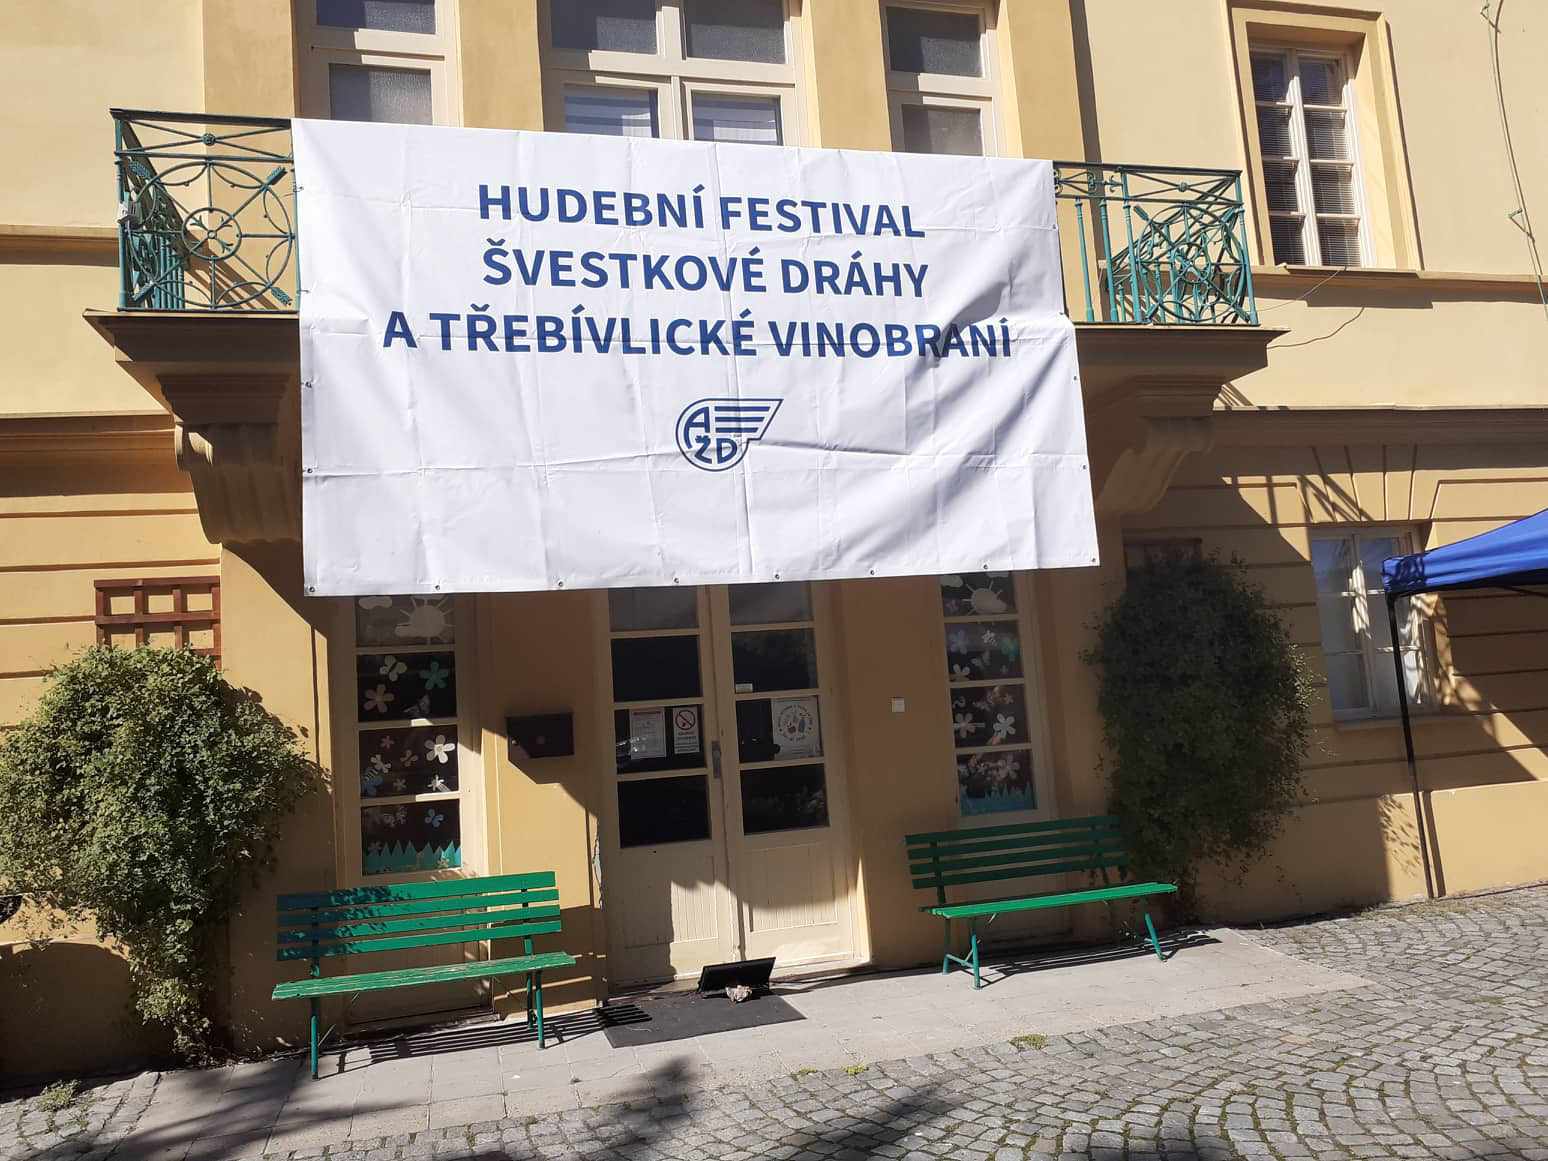 HUDEBNÍ FESTIVAL
ŠVESTKOVÉ DRÁHY
A TŘEBÍVLICKÉ VINOBRANÍ
AŽD